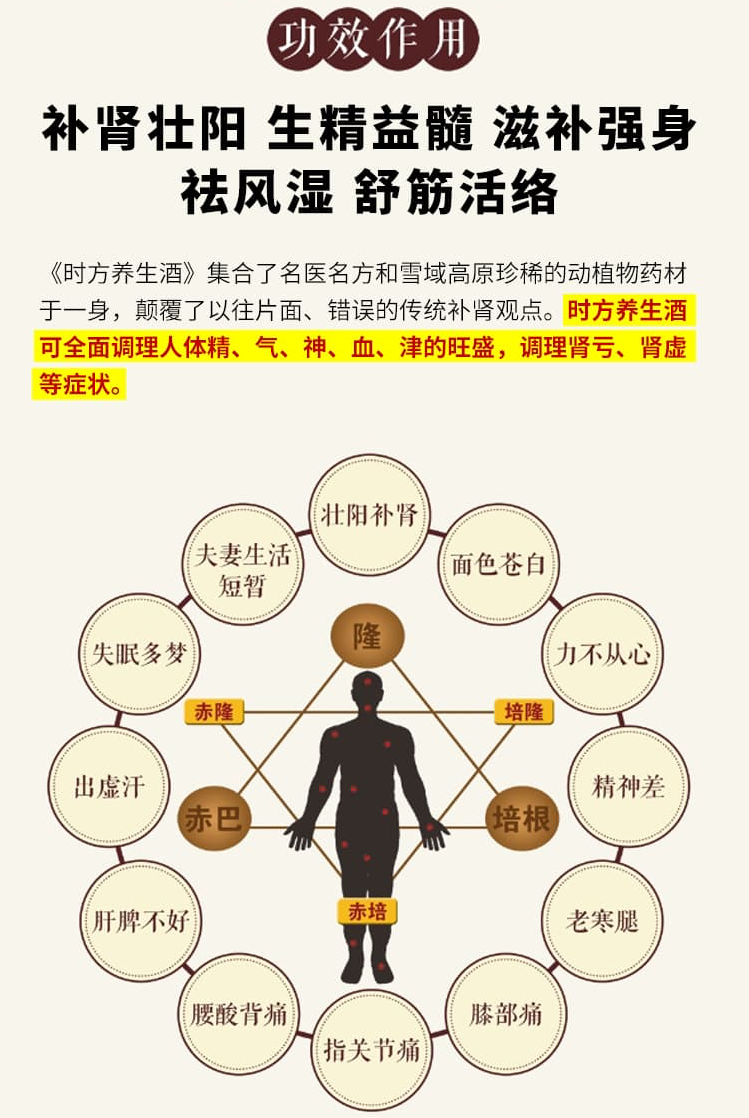 功效作用
补肾壮阳 生精益髓 滋补强身
祛风湿 舒筋活络
《时方养生酒》集合了名医名方和雪域高原珍稀的动植物药材
于一身，颠覆了以往片面、错误的传统补肾观点。时方养生酒
可全面调理人体精、气、神、血、津的旺盛，调理肾亏、肾虚
等症状。
壮阳补肾
夫妻生活
短暂
面色苍白
失眠多梦
隆
力不从心
赤隆
培隆
出虚汗
精神差
赤巴
培根
肝脾不好
赤培
老寒腿
腰酸背痛
膝部痛
指关节痛